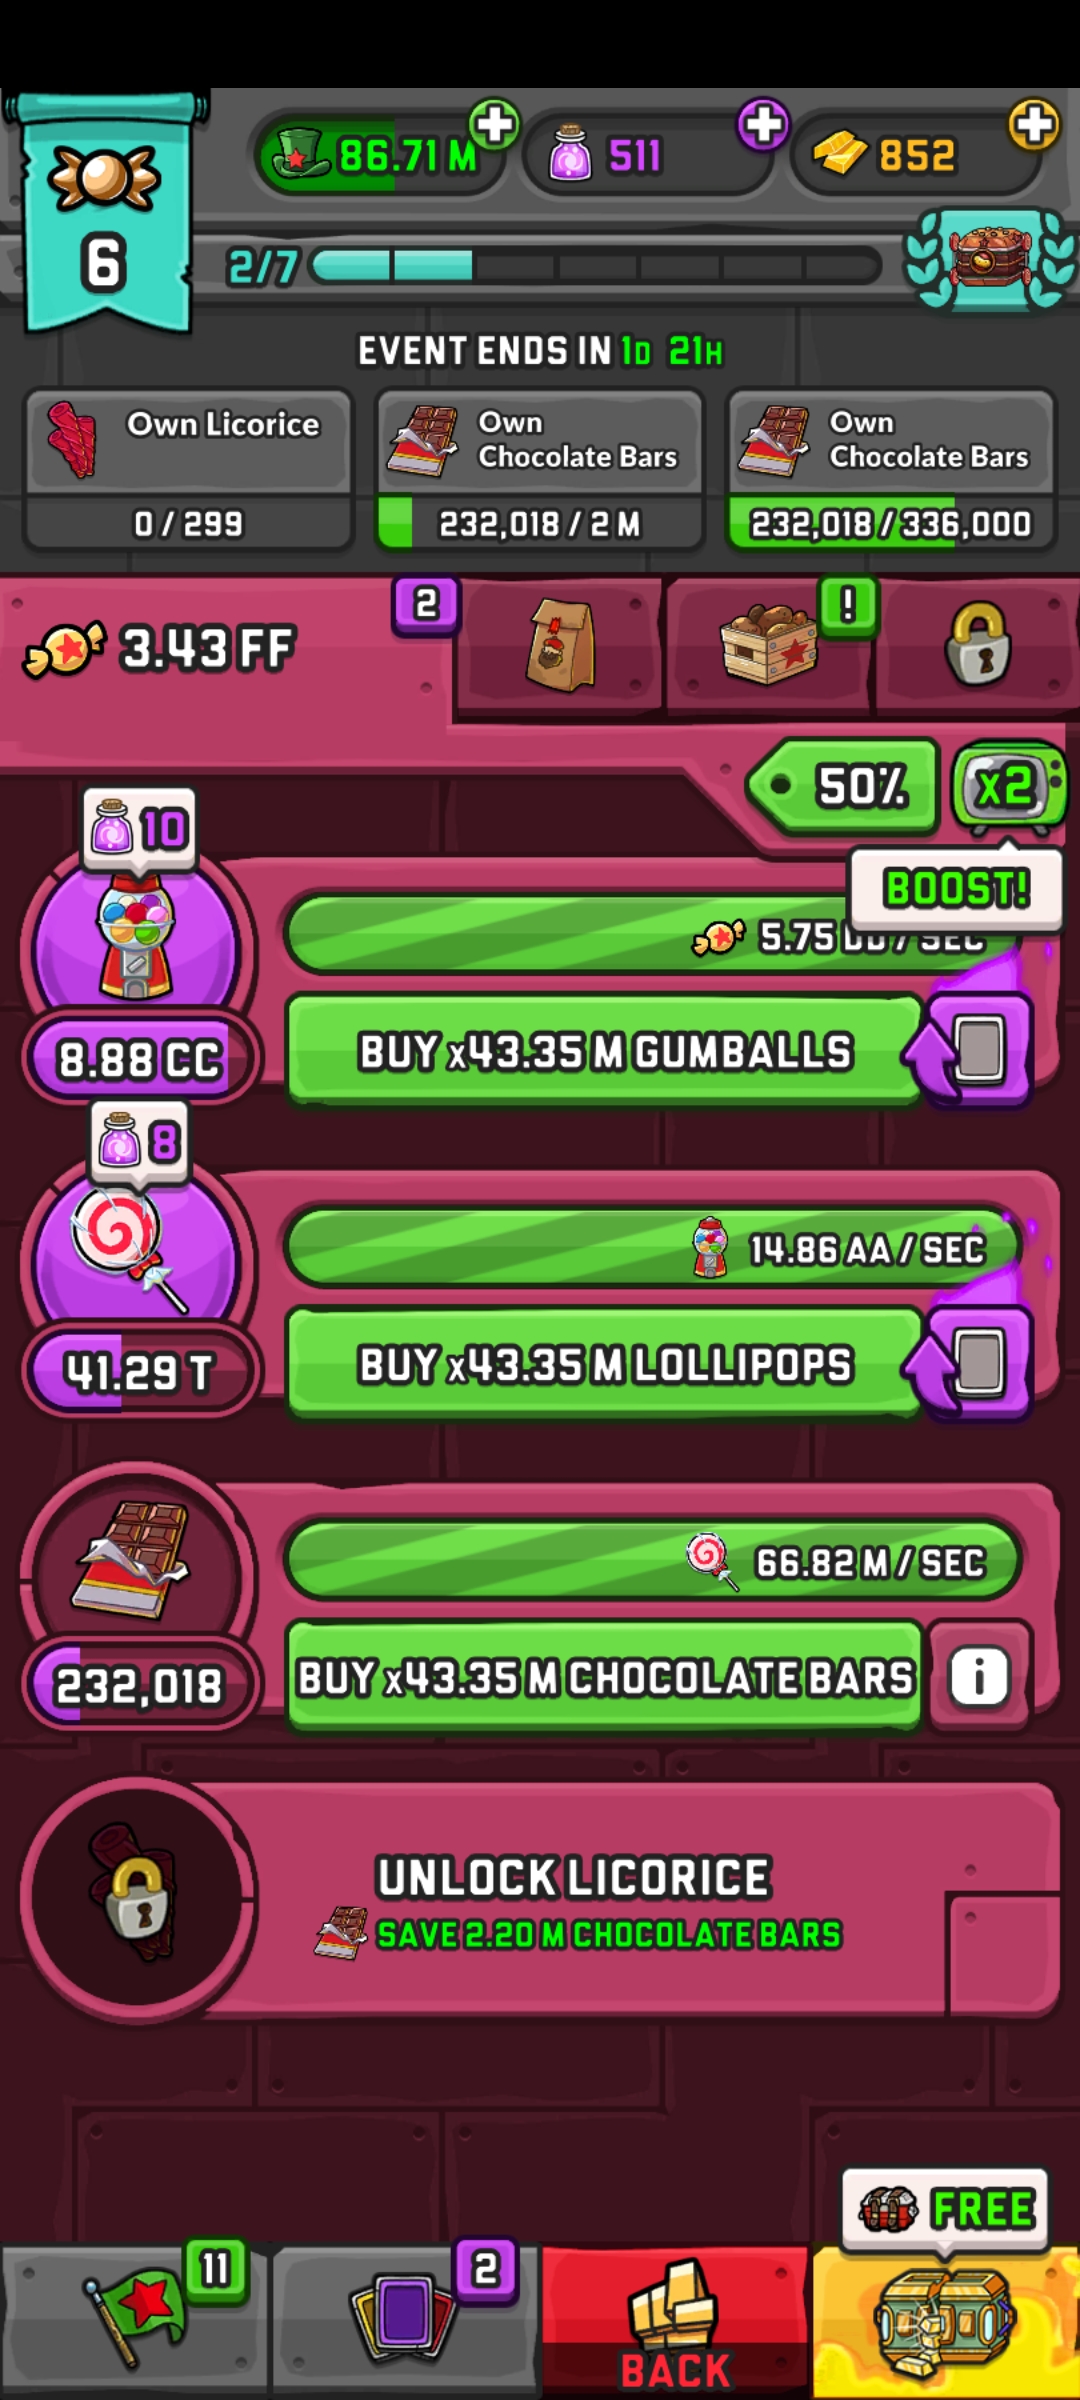 86.71 M
511
852
6
2/7
EVENT ENDS IN 1D 21H
Own Licorice
0 / 299
Own
Chocolate Bars
232,018 / 2 M
Own
Chocolate Bars
232,018 / 336,000
3.43 FF
2
!
50%
x2
BOOST!
10
5.75 DD / SEC
8.88 CC
BUY x43.35 M GUMBALLS
8
14.86 AA / SEC
41.29 T
BUY x43.35 M LOLLIPOPS
66.82 M / SEC
232,018
BUY x43.35 M CHOCOLATE BARS
i
UNLOCK LICORICE
SAVE 2.20 M CHOCOLATE BARS
FREE
11
2
BACK